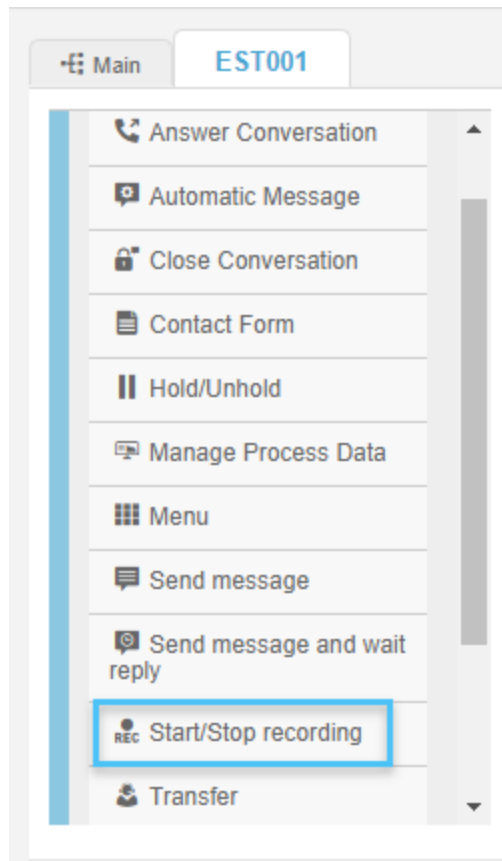 Main
EST001
Answer Conversation
Automatic Message
Close Conversation
Contact Form
Hold/Unhold
Manage Process Data
Menu
Send message
Send message and wait
reply
REC Start/Stop recording
Transfer